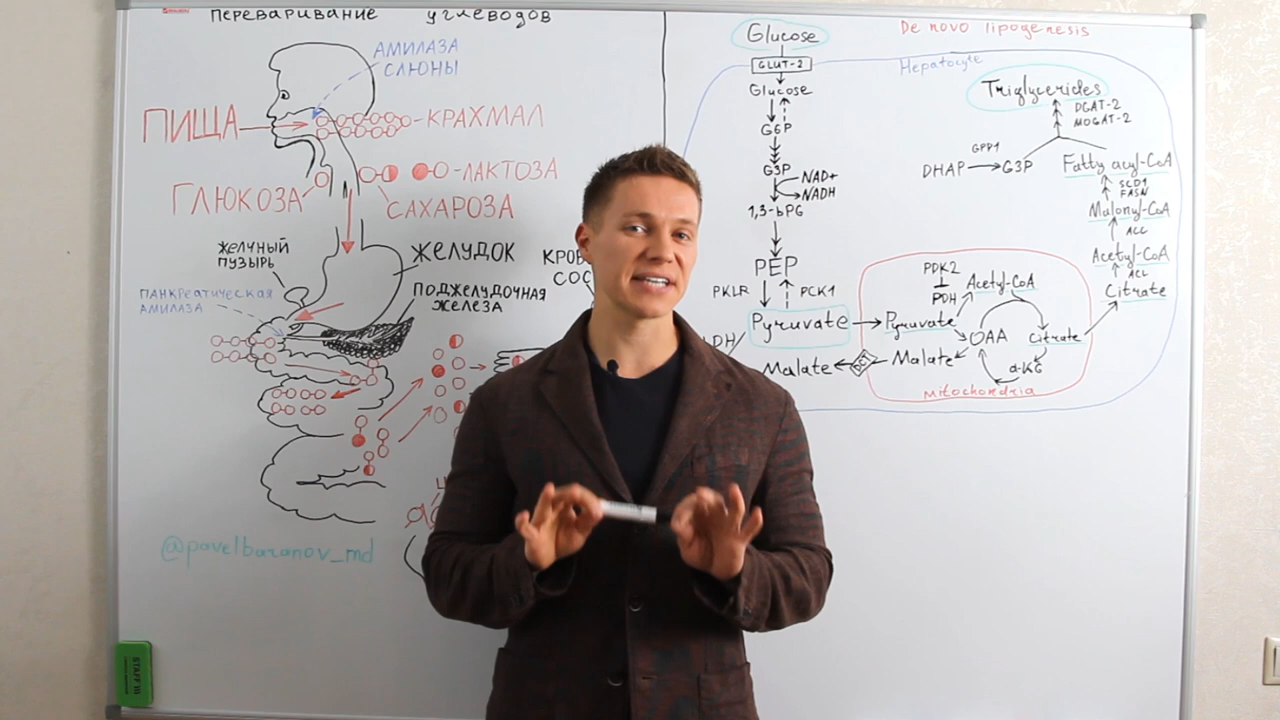 переваривание углеводов
АМИЛАЗА
СЛЮНЫ
ПИЩА
КРАХМАЛ
ЛАКТОЗА
ГЛЮКОЗА
САХАРОЗА
ЖЕЛЧНЫЙ
ПУЗЫРЬ
ЖЕЛУДОК
ПАНКРЕАТИЧЕСКАЯ
АМИЛАЗА
ПОДЖЕЛУДОЧНАЯ
ЖЕЛЕЗА
@pavelbaranov_md
STAFF
De novo lipogenesis
Glucose
GLUT-2
Hepatocyte
Glucose
Triglycerides
DGAT-2
MOGAT-2
G6P
GPP1
DHAP
G3P
Fatty acyl-CoA
G3P
NAD+
NADH
SCD1
FASN
1,3-bPG
Malonyl-CoA
ACC
PEP
Acetyl-CoA
ACL
PKLR
PCK1
PDK2
PDH
Acetyl-CoA
Citrate
Pyruvate
Pyruvate
OAA
Citrate
Malate
Malate
α-KG
Mitochondria